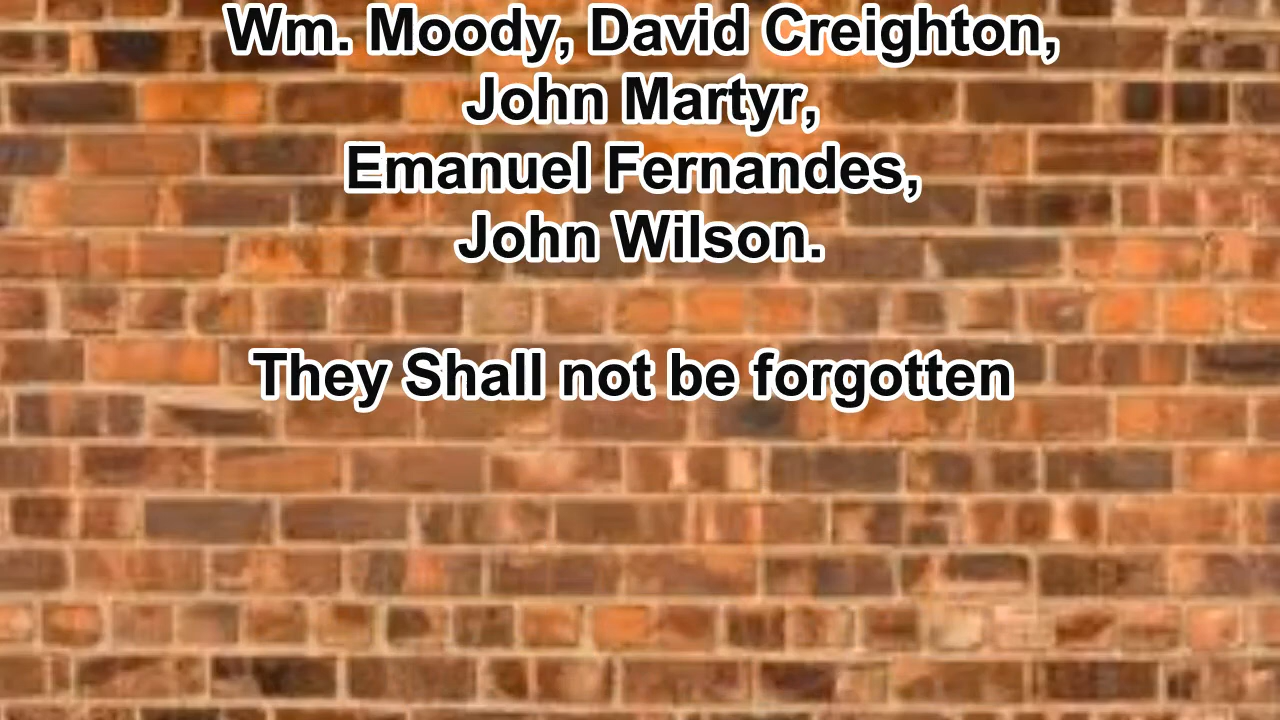 Wm. Moody, David Creighton,
John Martyr,
Emanuel Fernandes,
John Wilson.
They Shall not be forgotten